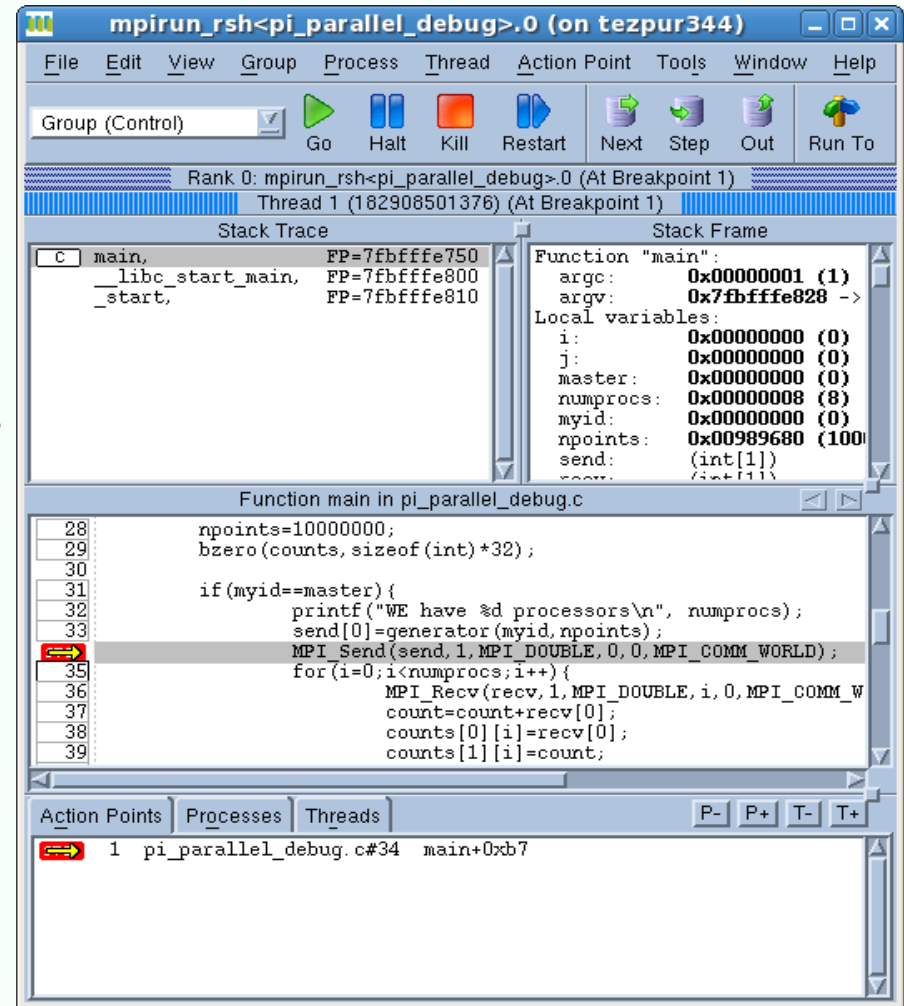 mpirun_rsh<pi_parallel_debug>.0 (on tezpur344)
File Edit View Group Process Thread Action Point Tools Window Help
Group (Control) Go Halt Kill Restart Next Step Out Run To
Rank 0: mpirun_rsh<pi_parallel_debug>.0 (At Breakpoint 1)
Thread 1 (182908501376) (At Breakpoint 1)
Stack Trace
C main, FP=7fbfffe750
__libc_start_main, FP=7fbfffe800
_start, FP=7fbfffe810
Stack Frame
Function "main":
argc: 0x00000001 (1)
argv: 0x7fbfffe828 ->
Local variables:
i: 0x00000000 (0)
j: 0x00000000 (0)
master: 0x00000000 (0)
numprocs: 0x00000008 (8)
myid: 0x00000000 (0)
npoints: 0x00989680 (100
send: (int[1])
recv: (int[1])
Function main in pi_parallel_debug.c
28 npoints=10000000;
29 bzero(counts,sizeof(int)*32);
30
31 if(myid==master){
32 printf("WE have %d processors\n", numprocs);
33 send[0]=generator(myid,npoints);
MPI_Send(send,1,MPI_DOUBLE,0,0,MPI_COMM_WORLD);
35 for(i=0;i<numprocs;i++){
36 MPI_Recv(recv,1,MPI_DOUBLE,i,0,MPI_COMM_W
37 count=count+recv[0];
38 counts[0][i]=recv[0];
39 counts[1][i]=count;
Action Points Processes Threads P- P+ T- T+
1 pi_parallel_debug.c#34 main+0xb7